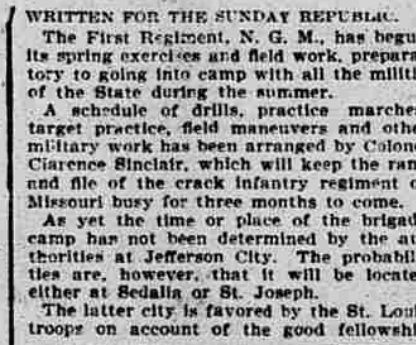 WRITTEN FOR THE SUNDAY REPUBLIC.
The First Regiment, N. G. M., has begu
its spring exercises and field work, prepara
tory to going into camp with all the militi
of the State during the summer.
A schedule of drills, practice marche
target practice, field maneuvers and othe
military work has been arranged by Colone
Clarence Sinclair, which will keep the ran
and file of the crack infantry regiment o
Missouri busy for three months to come.
As yet the time or place of the brigad
camp has not been determined by the au
thorities at Jefferson City. The probabili
ties are, however, that it will be locate
either at Sedalia or St. Joseph.
The latter city is favored by the St. Loui
troops on account of the good fellowshi